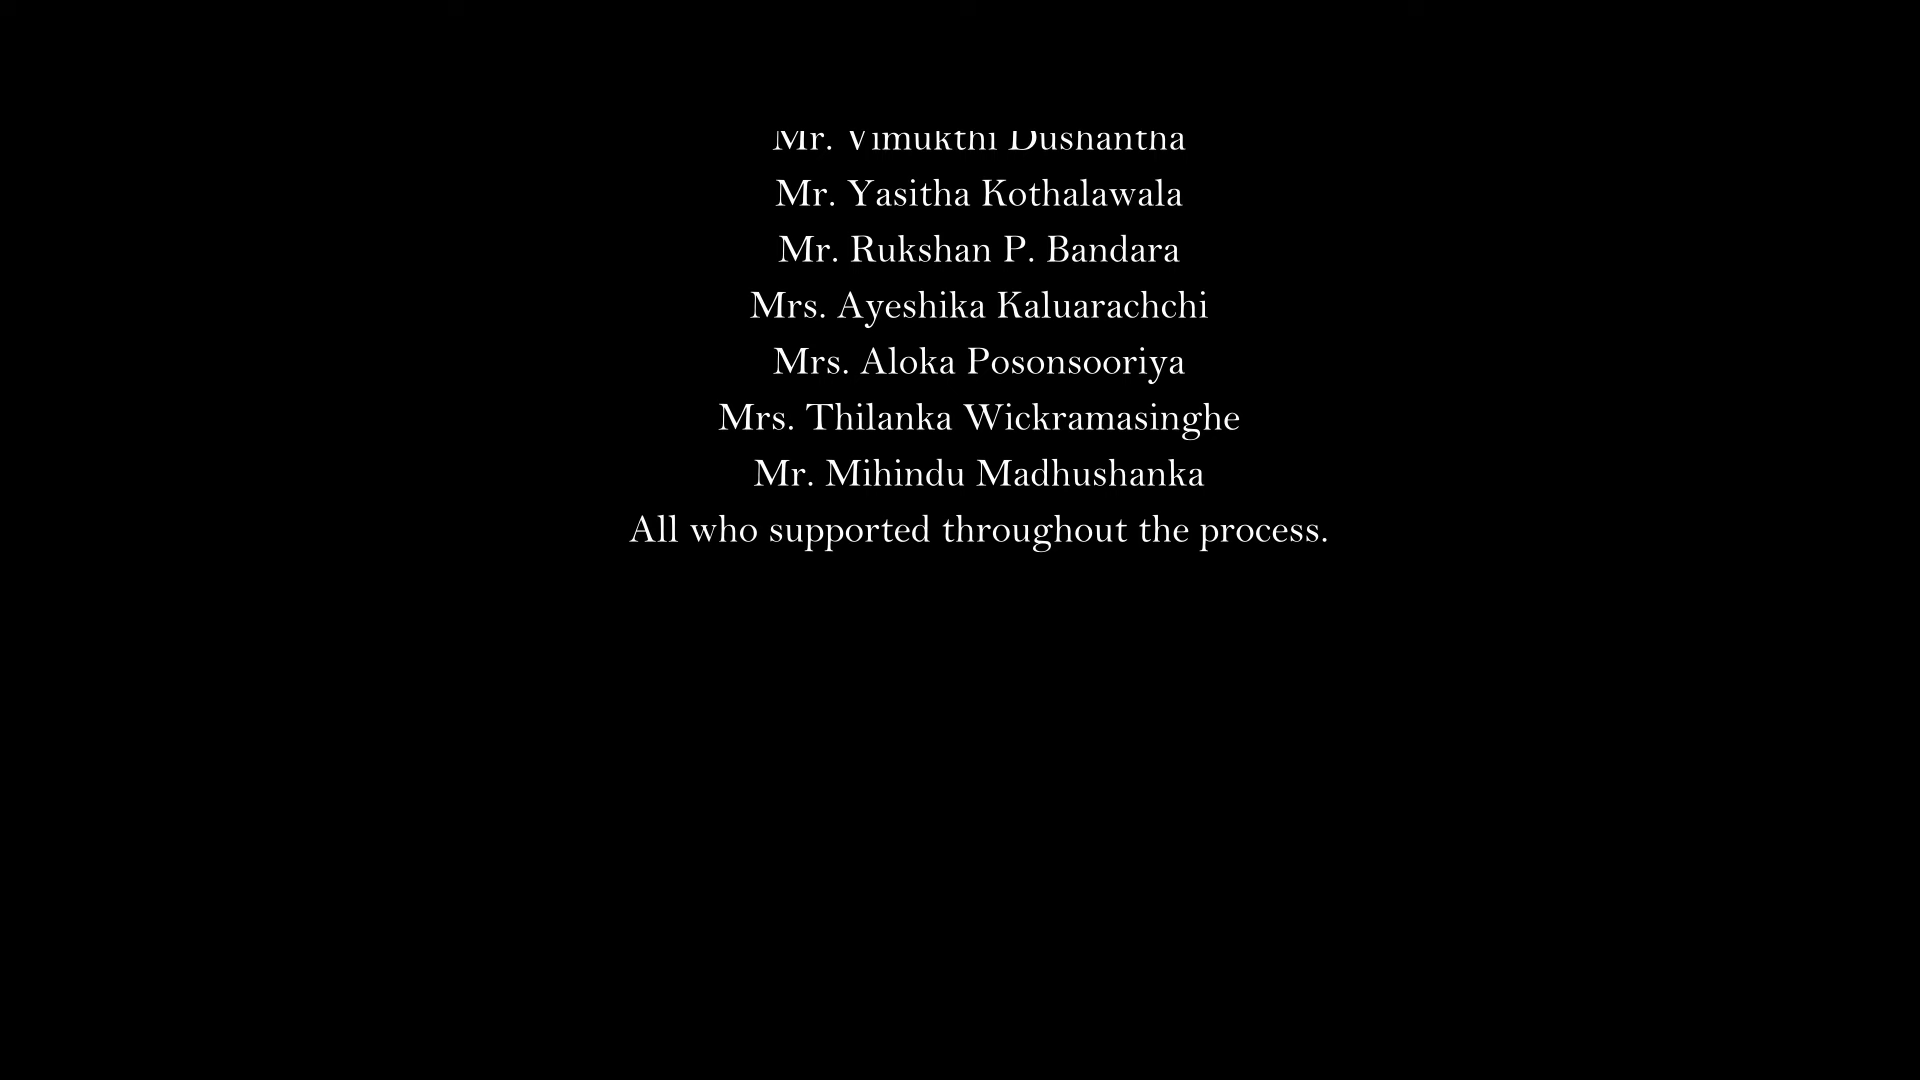 Mr. Vimukthi Dushantha
Mr. Yasitha Kothalawala
Mr. Rukshan P. Bandara
Mrs. Ayeshika Kaluarachchi
Mrs. Aloka Posonsooriya
Mrs. Thilanka Wickramasinghe
Mr. Mihindu Madhushanka
All who supported throughout the process.